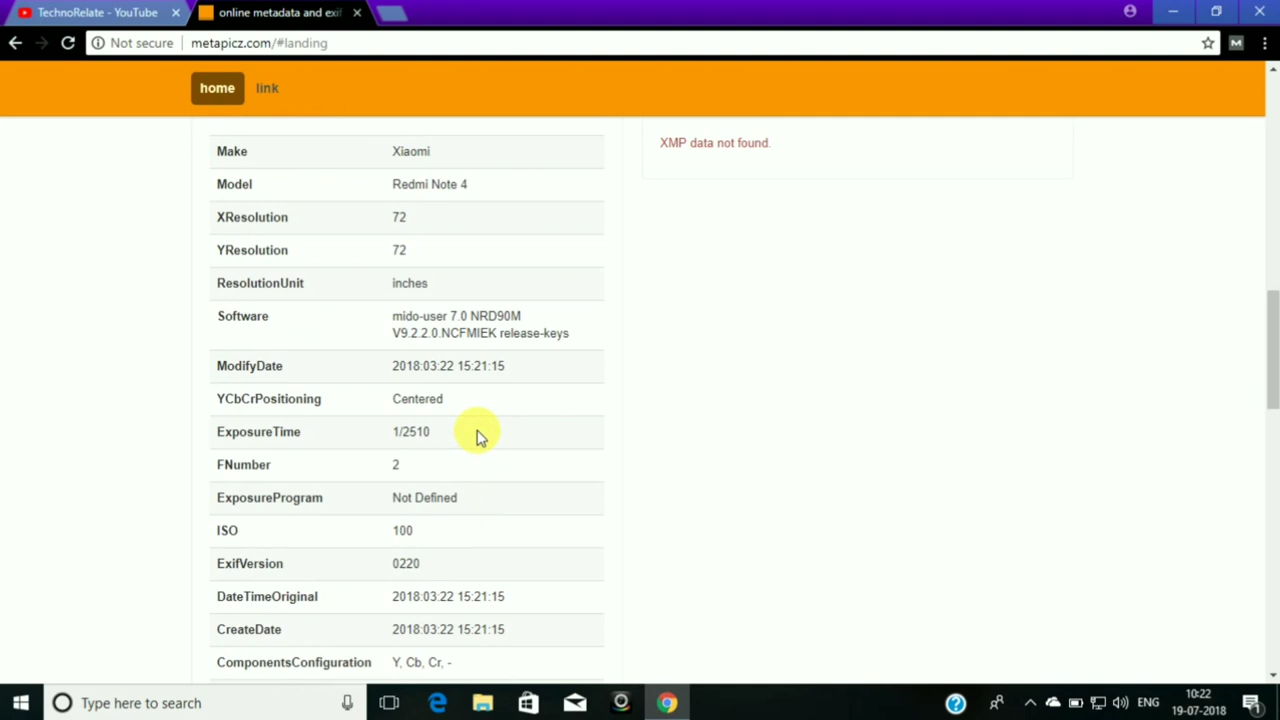 TechnoRelate - YouTube
online metadata and exif
Not secure
metapicz.com/#landing
M
home
link
Make Xiaomi
XMP data not found.
Model Redmi Note 4
XResolution 72
YResolution 72
ResolutionUnit inches
Software mido-user 7.0 NRD90M
V9.2.2.0.NCFMIEK release-keys
ModifyDate 2018:03:22 15:21:15
YCbCrPositioning Centered
ExposureTime 1/2510
FNumber 2
ExposureProgram Not Defined
ISO 100
ExifVersion 0220
DateTimeOriginal 2018:03:22 15:21:15
CreateDate 2018:03:22 15:21:15
ComponentsConfiguration Y, Cb, Cr, -
Type here to search
ENG
10:22
19-07-2018
1